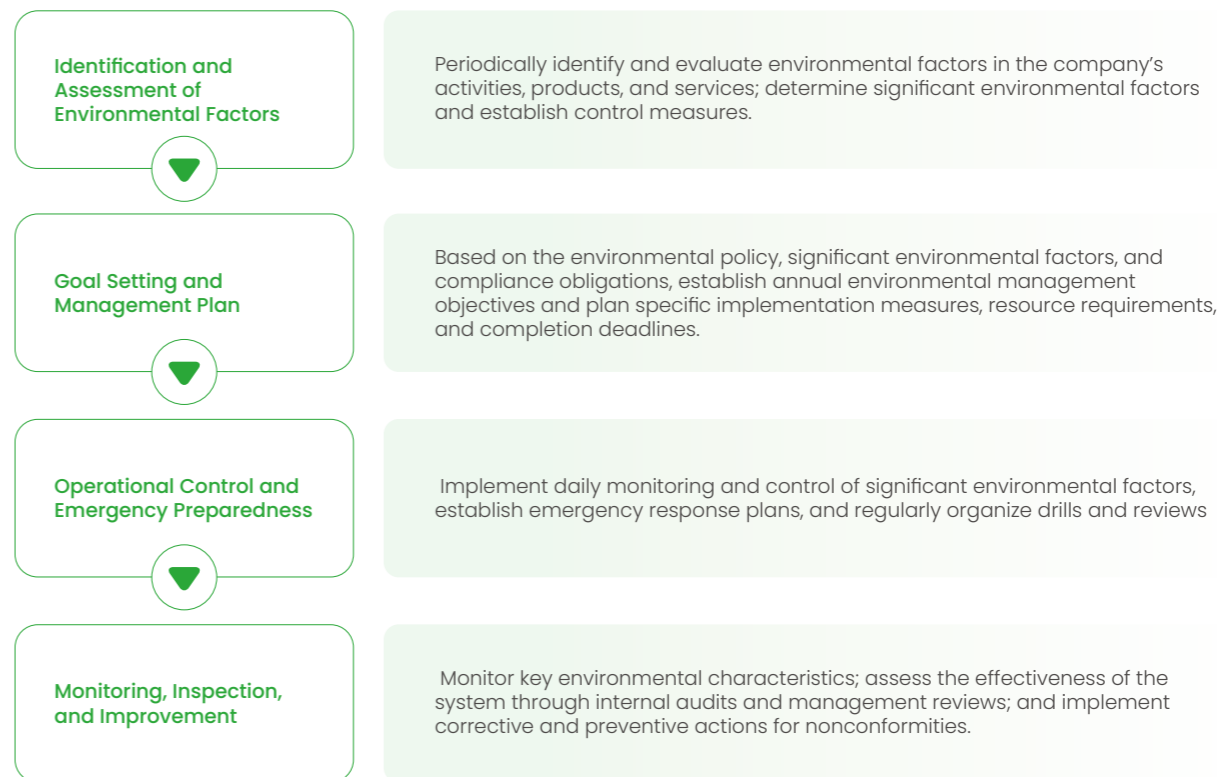 Identification and
Assessment of
Environmental Factors
Periodically identify and evaluate environmental factors in the company's
activities, products, and services; determine significant environmental factors
and establish control measures.
Goal Setting and
Management Plan
Based on the environmental policy, significant environmental factors, and
compliance obligations, establish annual environmental management
objectives and plan specific implementation measures, resource requirements,
and completion deadlines.
Operational Control and
Emergency Preparedness
Implement daily monitoring and control of significant environmental factors,
establish emergency response plans, and regularly organize drills and reviews
Monitoring, Inspection,
and Improvement
Monitor key environmental characteristics; assess the effectiveness of the
system through internal audits and management reviews; and implement
corrective and preventive actions for nonconformities.